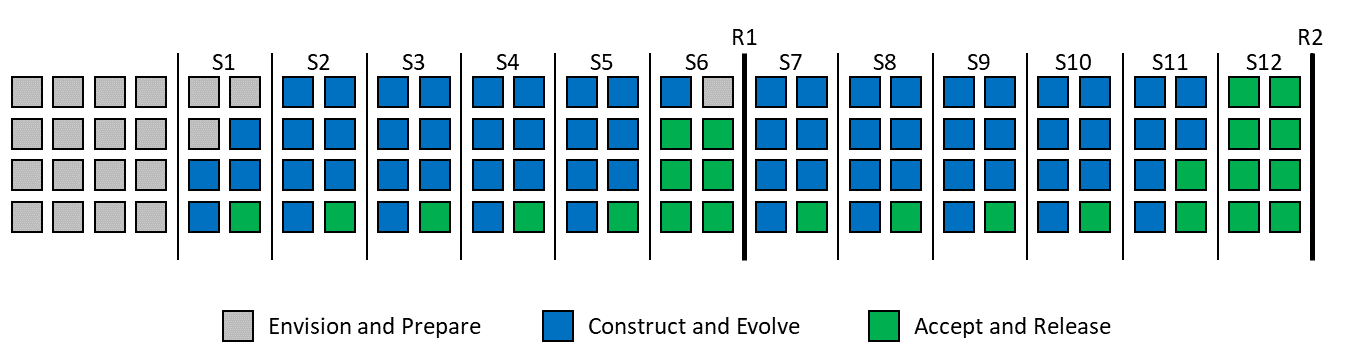 R1 R2
S1 S2 S3 S4 S5 S6 S7 S8 S9 S10 S11 S12
Envision and Prepare Construct and Evolve Accept and Release